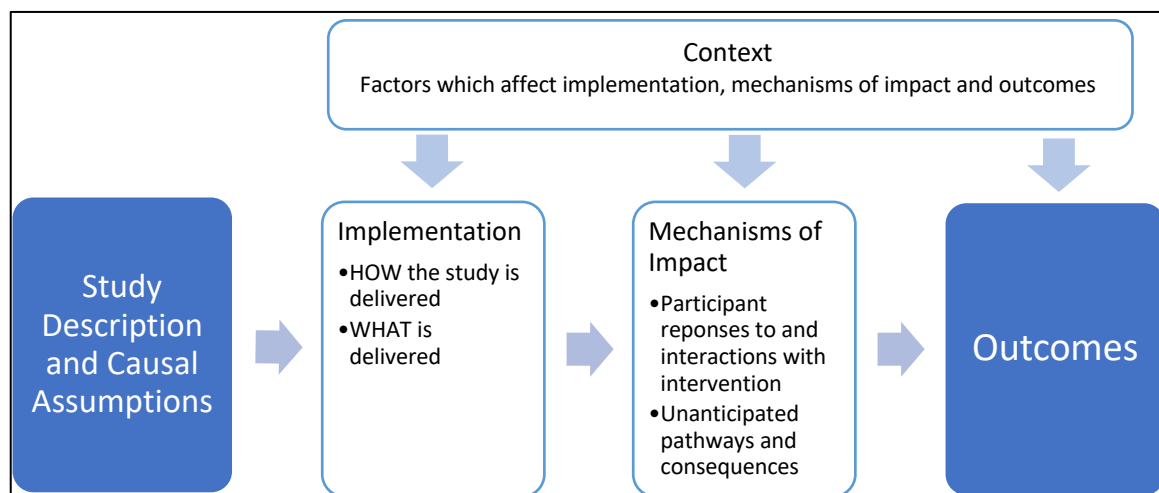 Context
Factors which affect implementation, mechanisms of impact and outcomes
Study
Description
and Causal
Assumptions
Implementation
•HOW the study is
delivered
•WHAT is
delivered
Mechanisms of
Impact
•Participant
reponses to and
interactions with
intervention
•Unanticipated
pathways and
consequences
Outcomes